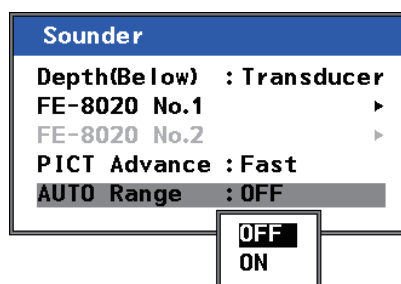 Sounder
Depth(Below) :Transducer
FE-8020 No.1
FE-8020 No.2
PICT Advance :Fast
AUTO Range :OFF
OFF
ON